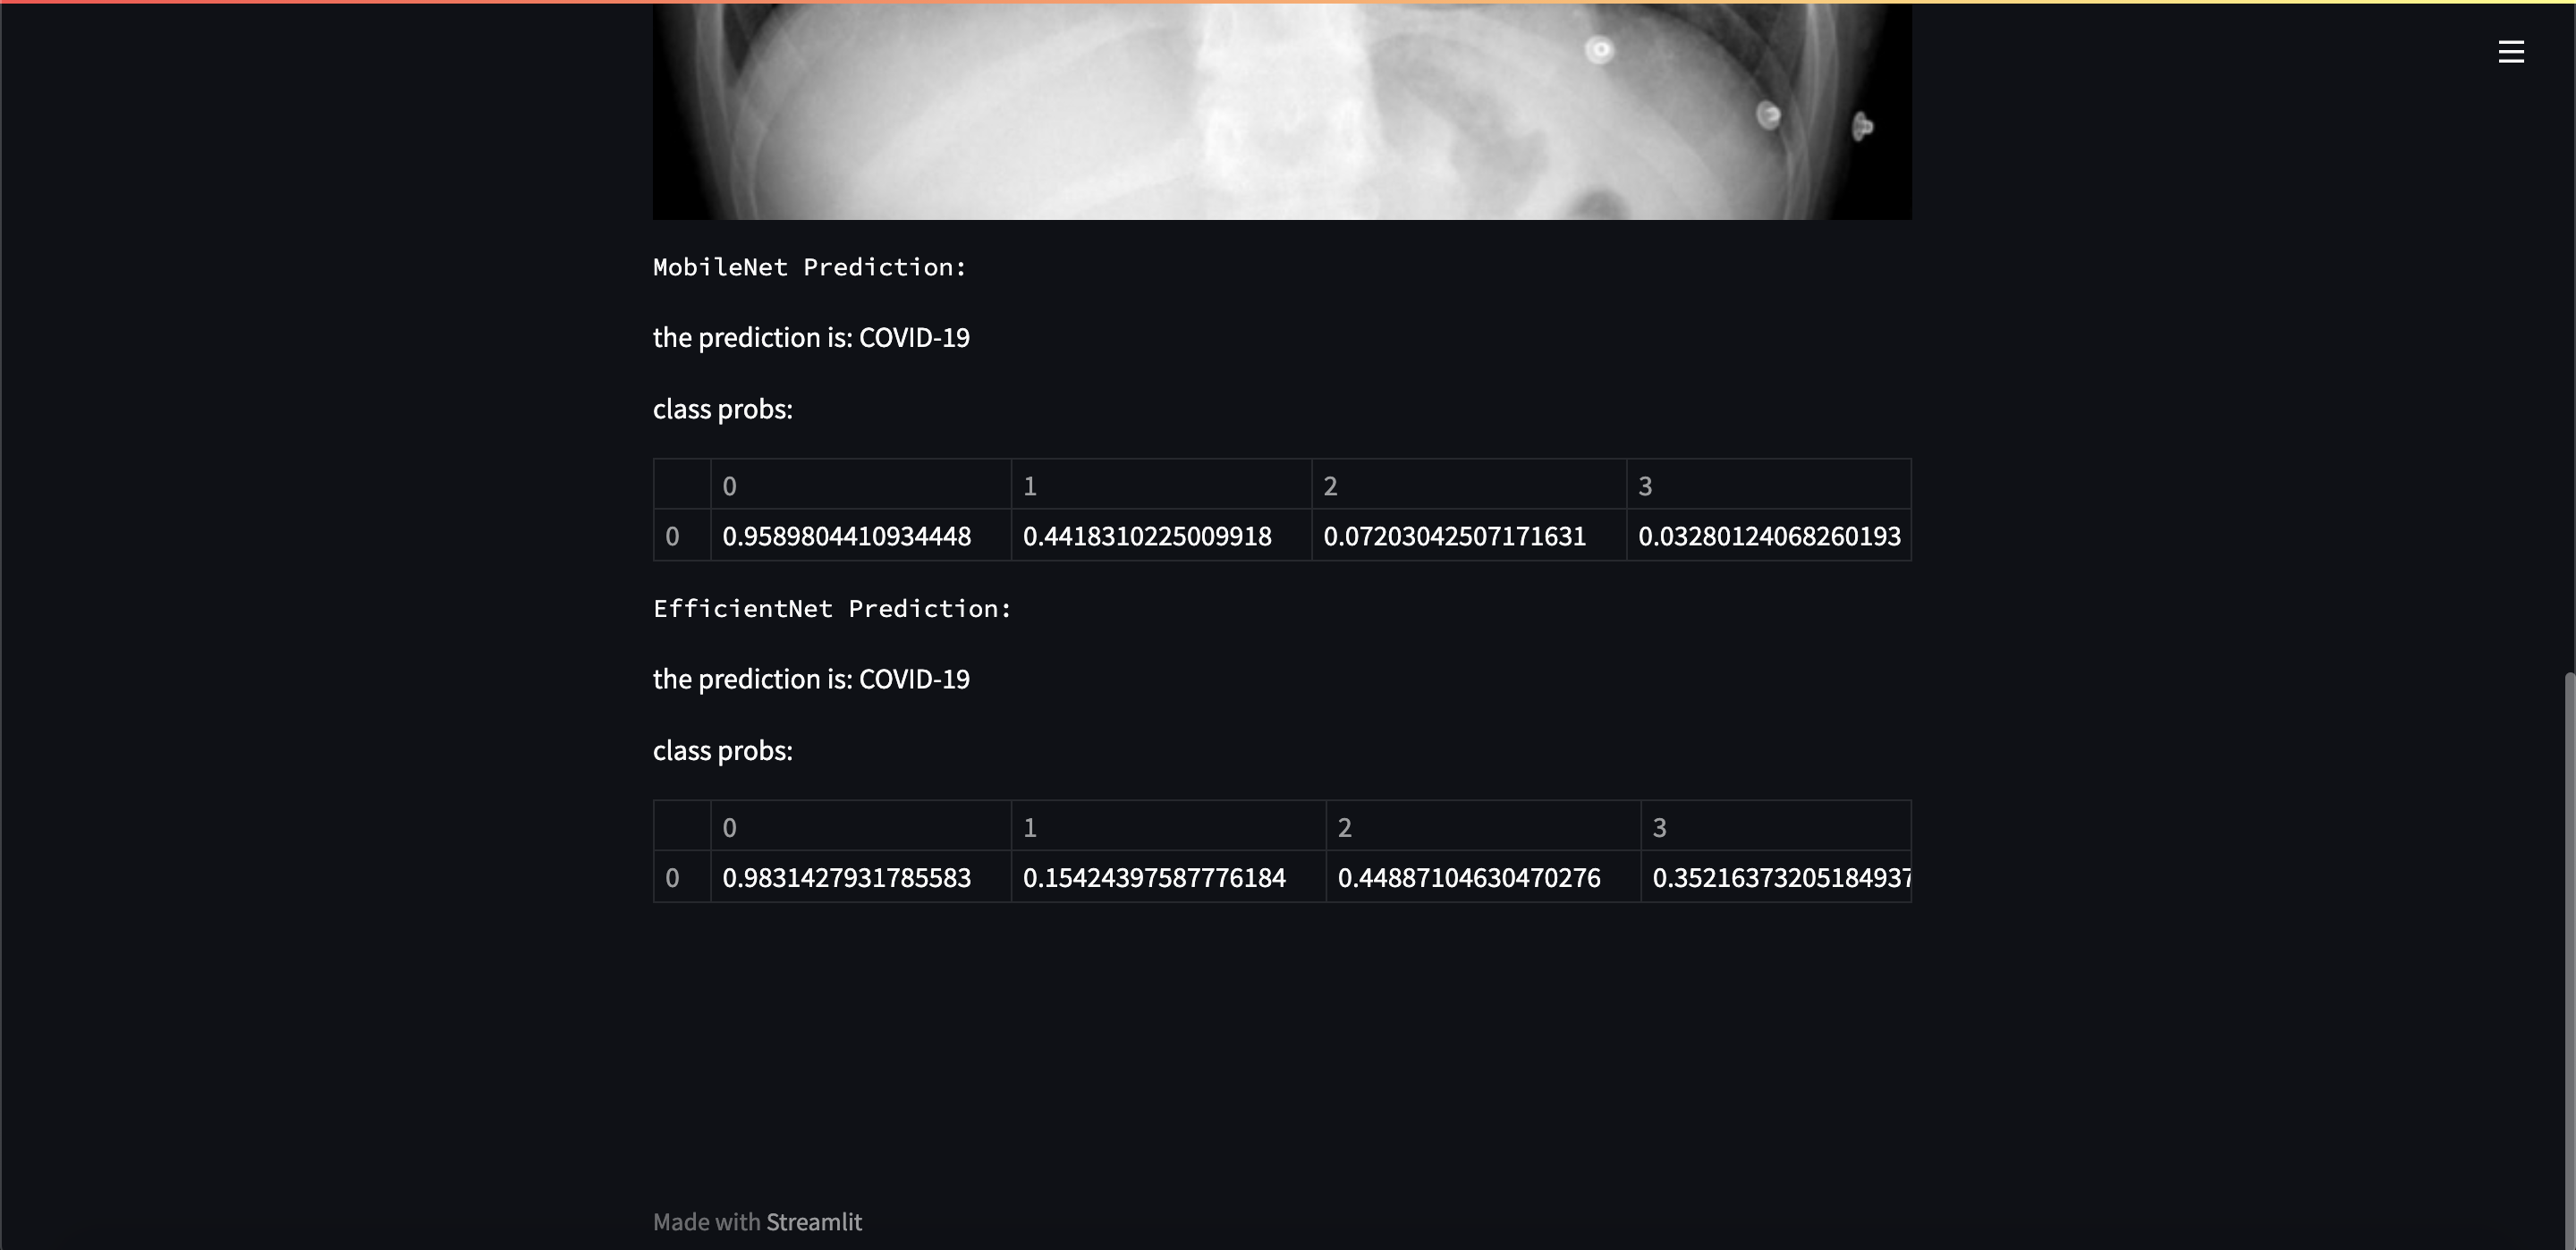 MobileNet Prediction:
the prediction is: COVID-19
class probs:
0 1 2 3
0 0.9589804410934448 0.4418310225009918 0.07203042507171631 0.03280124068260193
EfficientNet Prediction:
the prediction is: COVID-19
class probs:
0 1 2 3
0 0.9831427931785583 0.15424397587776184 0.44887104630470276 0.35216373205184937
Made with Streamlit